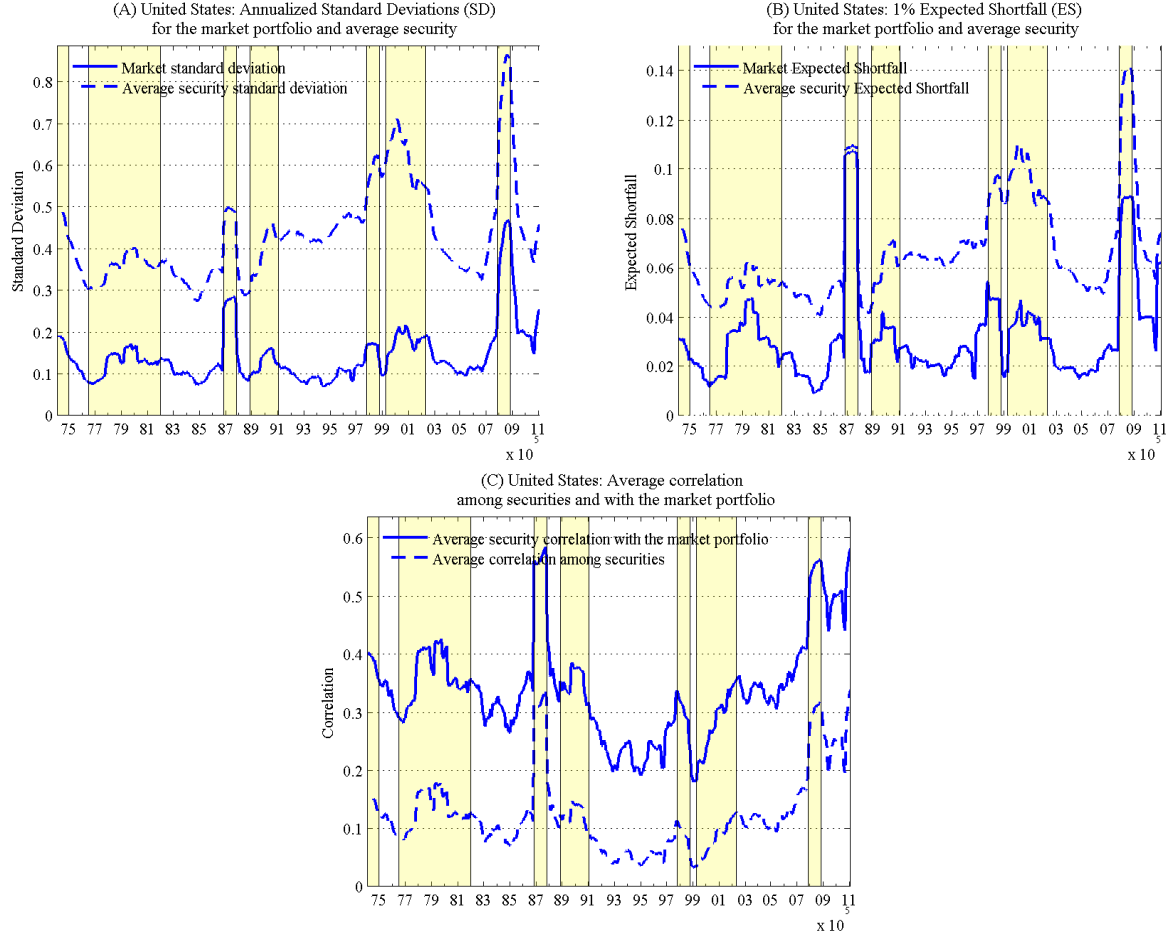 (A) United States: Annualized Standard Deviations (SD)
for the market portfolio and average security
Market standard deviation
Average security standard deviation
Standard Deviation
0.8
0.7
0.6
0.5
0.4
0.3
0.2
0.1
0
75 77 79 81 83 85 87 89 91 93 95 97 99 01 03 05 07 09 11
x 10 5
(B) United States: 1% Expected Shortfall (ES)
for the market portfolio and average security
Market Expected Shortfall
Average security Expected Shortfall
Expected Shortfall
0.14
0.12
0.1
0.08
0.06
0.04
0.02
0
75 77 79 81 83 85 87 89 91 93 95 97 99 01 03 05 07 09 11
x 10 5
(C) United States: Average correlation
among securities and with the market portfolio
Average security correlation with the market portfolio
Average correlation among securities
Correlation
0.6
0.5
0.4
0.3
0.2
0.1
0
75 77 79 81 83 85 87 89 91 93 95 97 99 01 03 05 07 09 11
x 10 5